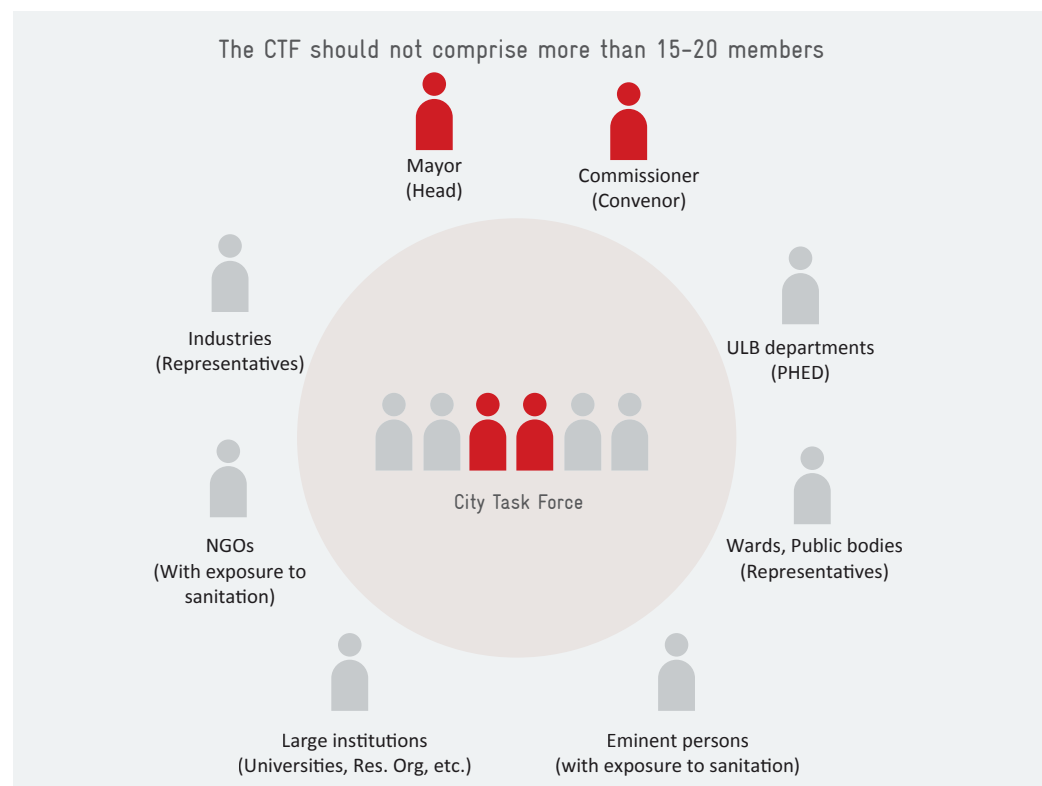 The CTF should not comprise more than 15-20 members
Mayor
(Head)
Commissioner
(Convenor)
Industries
(Representatives)
ULB departments
(PHED)
City Task Force
NGOs
(With exposure to
sanitation)
Wards, Public bodies
(Representatives)
Large institutions
(Universities, Res. Org, etc.)
Eminent persons
(with exposure to sanitation)